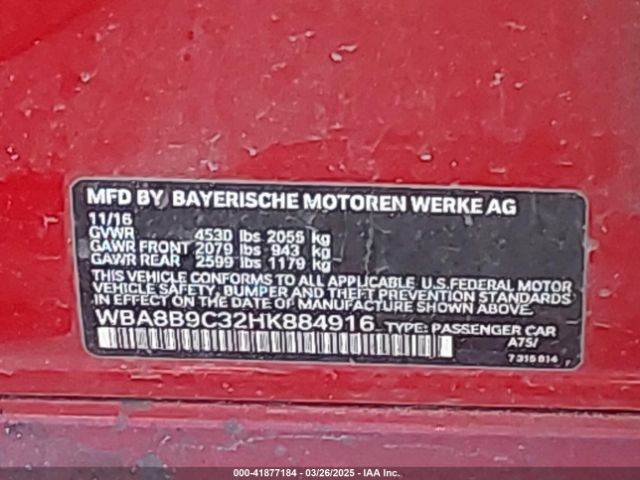 MFD BY BAYERISCHE MOTOREN WERKE AG
11/16
GVWR 4530 lbs 2055 kg
GAWR FRONT 2079 lbs 943 kg
GAWR REAR 2599 lbs 1179 kg
THIS VEHICLE CONFORMS TO ALL APPLICABLE U.S.FEDERAL MOTOR
VEHICLE SAFETY, BUMPER AND THEFT PREVENTION STANDARDS
IN EFFECT ON THE DATE OF MANUFACTURE SHOWN ABOVE.
WBA8B9C32HK884916 TYPE: PASSENGER CAR
A75/
7 315 814 F
000-41877184 · 03/26/2025 · IAA Inc.